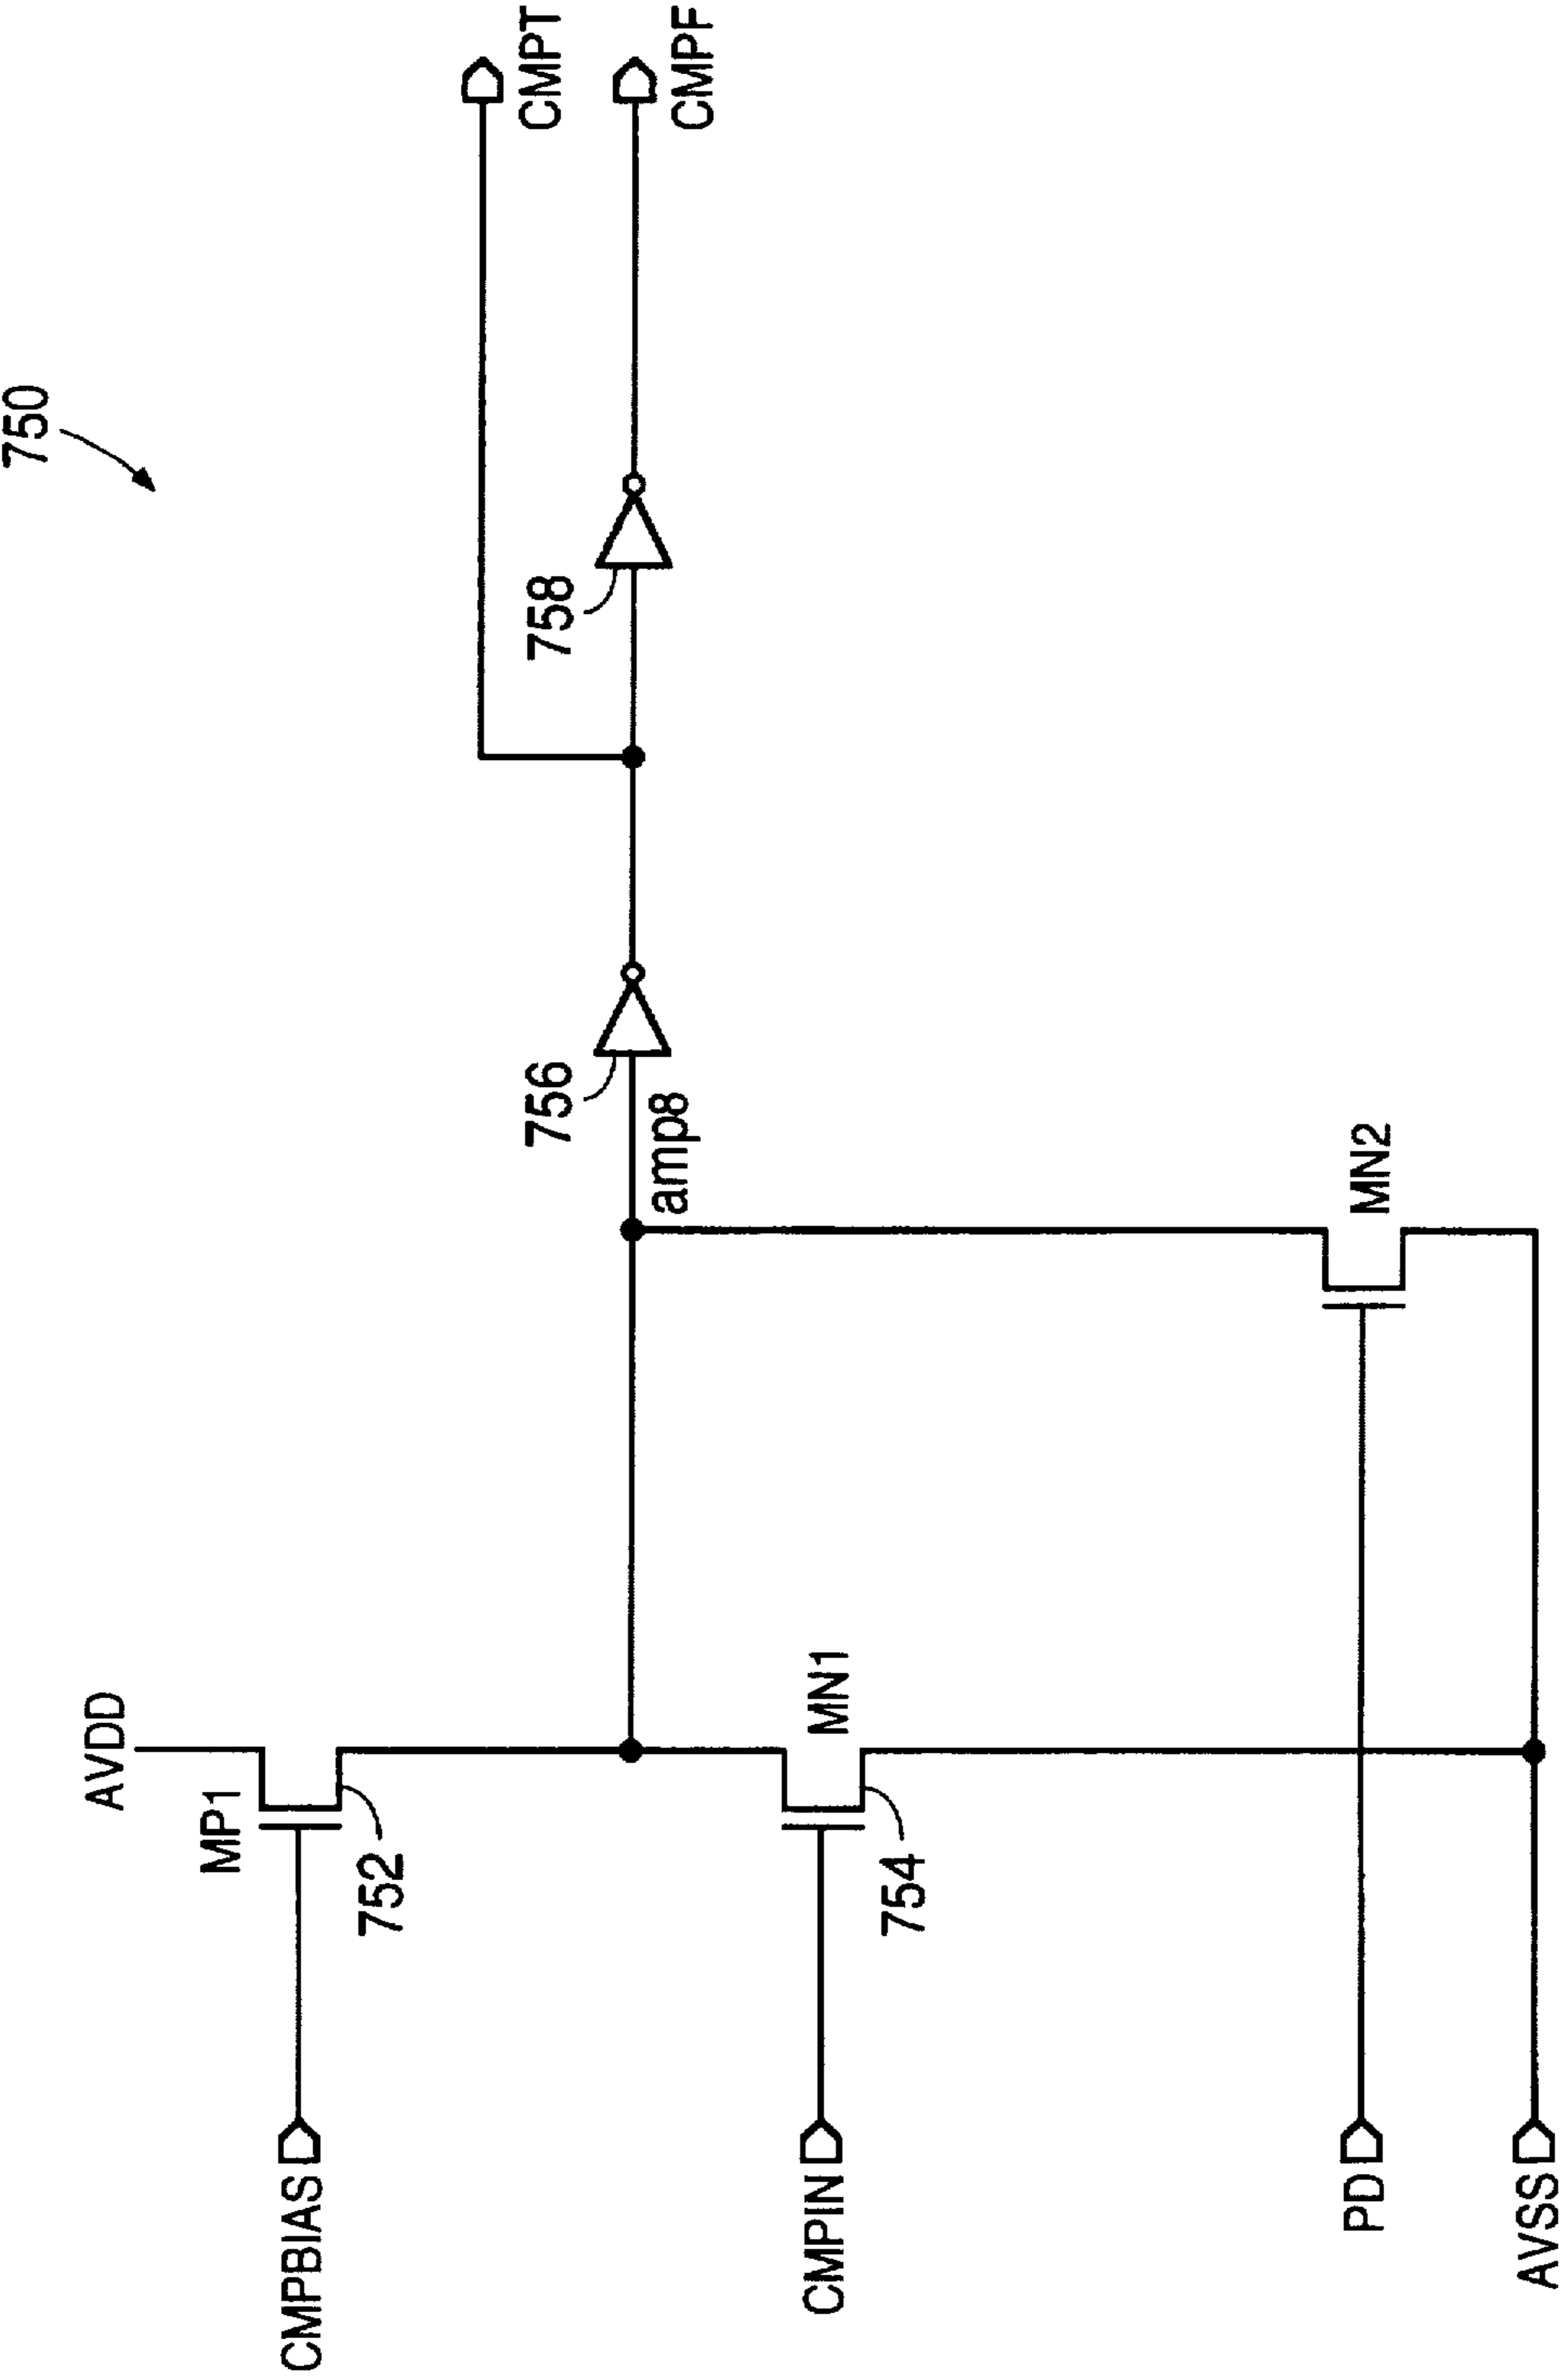 750
AVDD
MP1
CMPBIAS
752
CMPT
758
756
CMPF
amp8
MN1
CMPIN
754
MN2
PD
AVSS